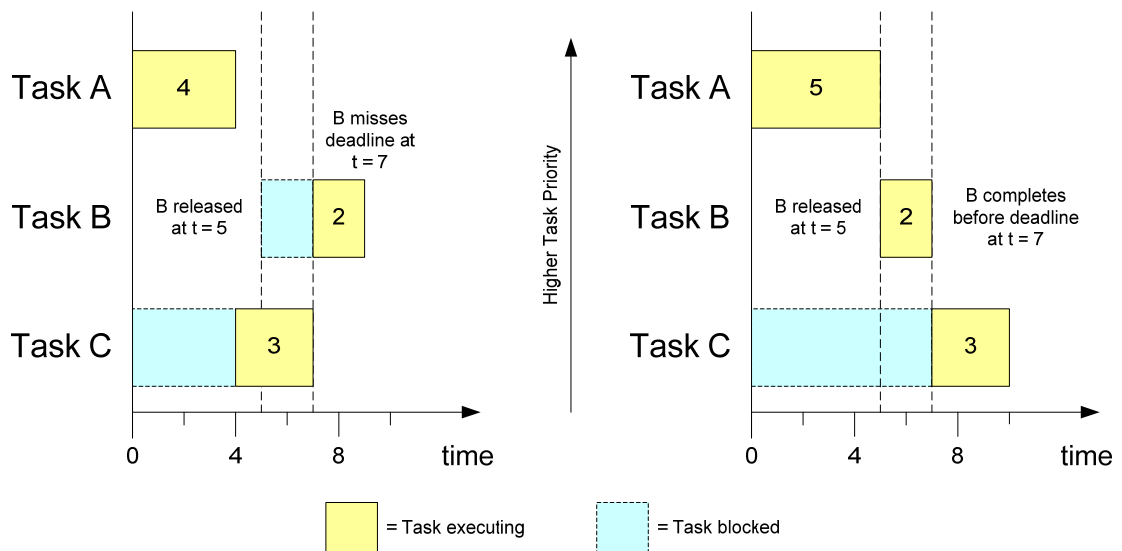 Task A
4
B misses
deadline at
t = 7
B released
at t = 5
Task B
2
Task C
3
0
4
8
time
Higher Task Priority
Task A
5
B released
at t = 5
Task B
2
B completes
before deadline
at t = 7
Task C
3
0
4
8
time
= Task executing
= Task blocked